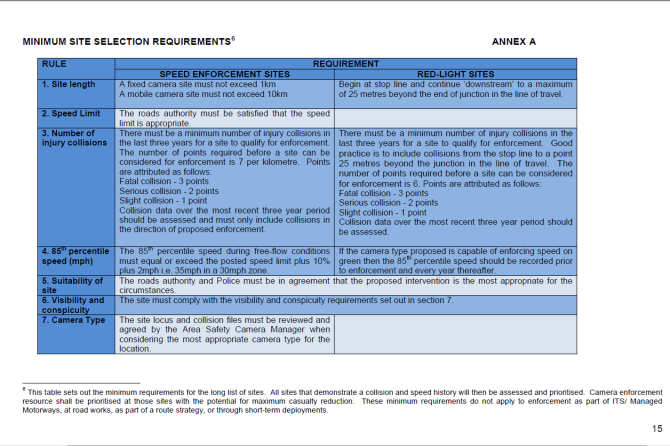 MINIMUM SITE SELECTION REQUIREMENTS6 ANNEX A
RULE REQUIREMENT
SPEED ENFORCEMENT SITES RED-LIGHT SITES
1. Site length
A fixed camera site must not exceed 1km
A mobile camera site must not exceed 10km
Begin at stop line and continue 'downstream' to a maximum
of 25 metres beyond the end of junction in the line of travel.
2. Speed Limit
The roads authority must be satisfied that the speed
limit is appropriate.
3. Number of
injury collisions
There must be a minimum number of injury collisions in
the last three years for a site to qualify for enforcement.
The number of points required before a site can be
considered for enforcement is 7 per kilometre. Points
are attributed as follows:
Fatal collision - 3 points
Serious collision - 2 points
Slight collision - 1 point
Collision data over the most recent three year period
should be assessed and must only include collisions in
the direction of proposed enforcement.
There must be a minimum number of injury collisions in the
last three years for a site to qualify for enforcement. Good
practice is to include collisions from the stop line to a point
25 metres beyond the junction in the line of travel. The
number of points required before a site can be considered
for enforcement is 6. Points are attributed as follows:
Fatal collision - 3 points
Serious collision - 2 points
Slight collision - 1 point
Collision data over the most recent three year period should
be assessed.
4. 85th percentile
speed (mph)
The 85th percentile speed during free-flow conditions
must equal or exceed the posted speed limit plus 10%
plus 2mph i.e. 35mph in a 30mph zone.
If the camera type proposed is capable of enforcing speed on
green then the 85th percentile speed should be recorded prior
to enforcement and every year thereafter.
5. Suitability of
site
The roads authority and Police must be in agreement that the proposed intervention is the most appropriate for the
circumstances.
6. Visibility and
conspicuity
The site must comply with the visibility and conspicuity requirements set out in section 7.
7. Camera Type
The site locus and collision files must be reviewed and
agreed by the Area Safety Camera Manager when
considering the most appropriate camera type for the
location.
6 This table sets out the minimum requirements for the long list of sites. All sites that demonstrate a collision and speed history will then be assessed and prioritised. Camera enforcement
resource shall be prioritised at those sites with the potential for maximum casualty reduction. These minimum requirements do not apply to enforcement as part of ITS/ Managed
Motorways, at road works, as part of a route strategy, or through short-term deployments.
15